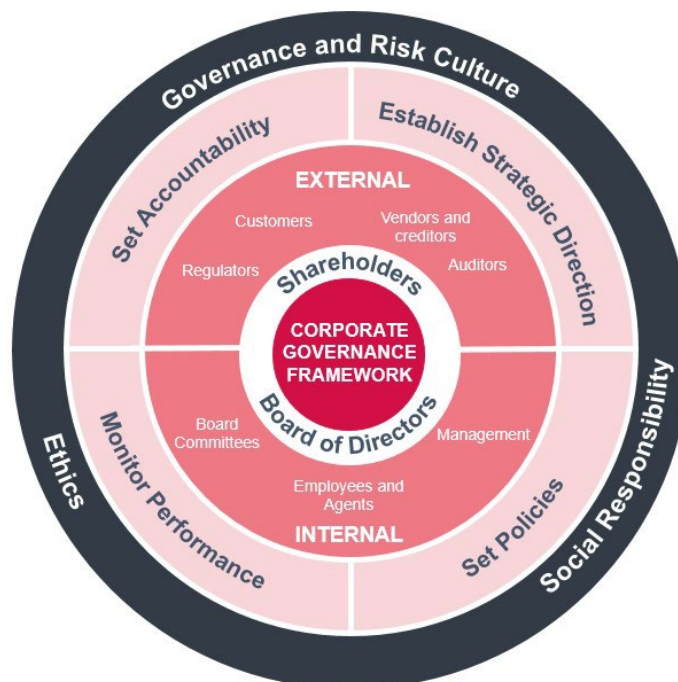 Governance and Risk Culture
Set Accountability
Establish Strategic Direction
EXTERNAL
Customers
Vendors and
creditors
Regulators
Auditors
Shareholders
CORPORATE
GOVERNANCE
FRAMEWORK
Board of Directors
Board
Committees
Management
Employees and
Agents
INTERNAL
Monitor Performance
Set Policies
Ethics
Social Responsibility